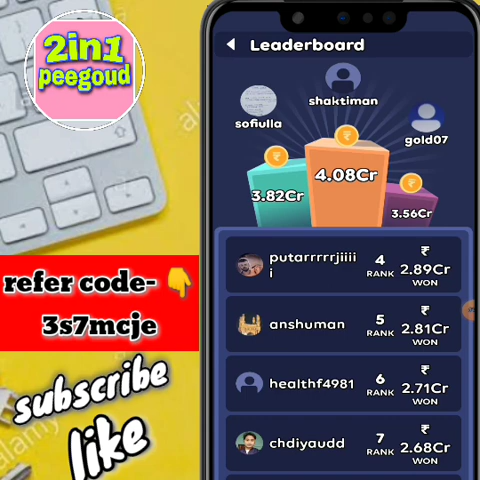 2in1
peegoud
refer code- 👇
3s7mcje
subscribe
like
Leaderboard
shaktiman
sofiulla
gold07
₹
₹
₹
4.08Cr
3.82Cr
3.56Cr
putarrrrrjiiii
i
4
RANK
₹
2.89Cr
WON
anshuman
5
RANK
₹
2.81Cr
WON
healthf4981
6
RANK
₹
2.71Cr
WON
chdiyaudd
7
RANK
₹
2.68Cr
WON